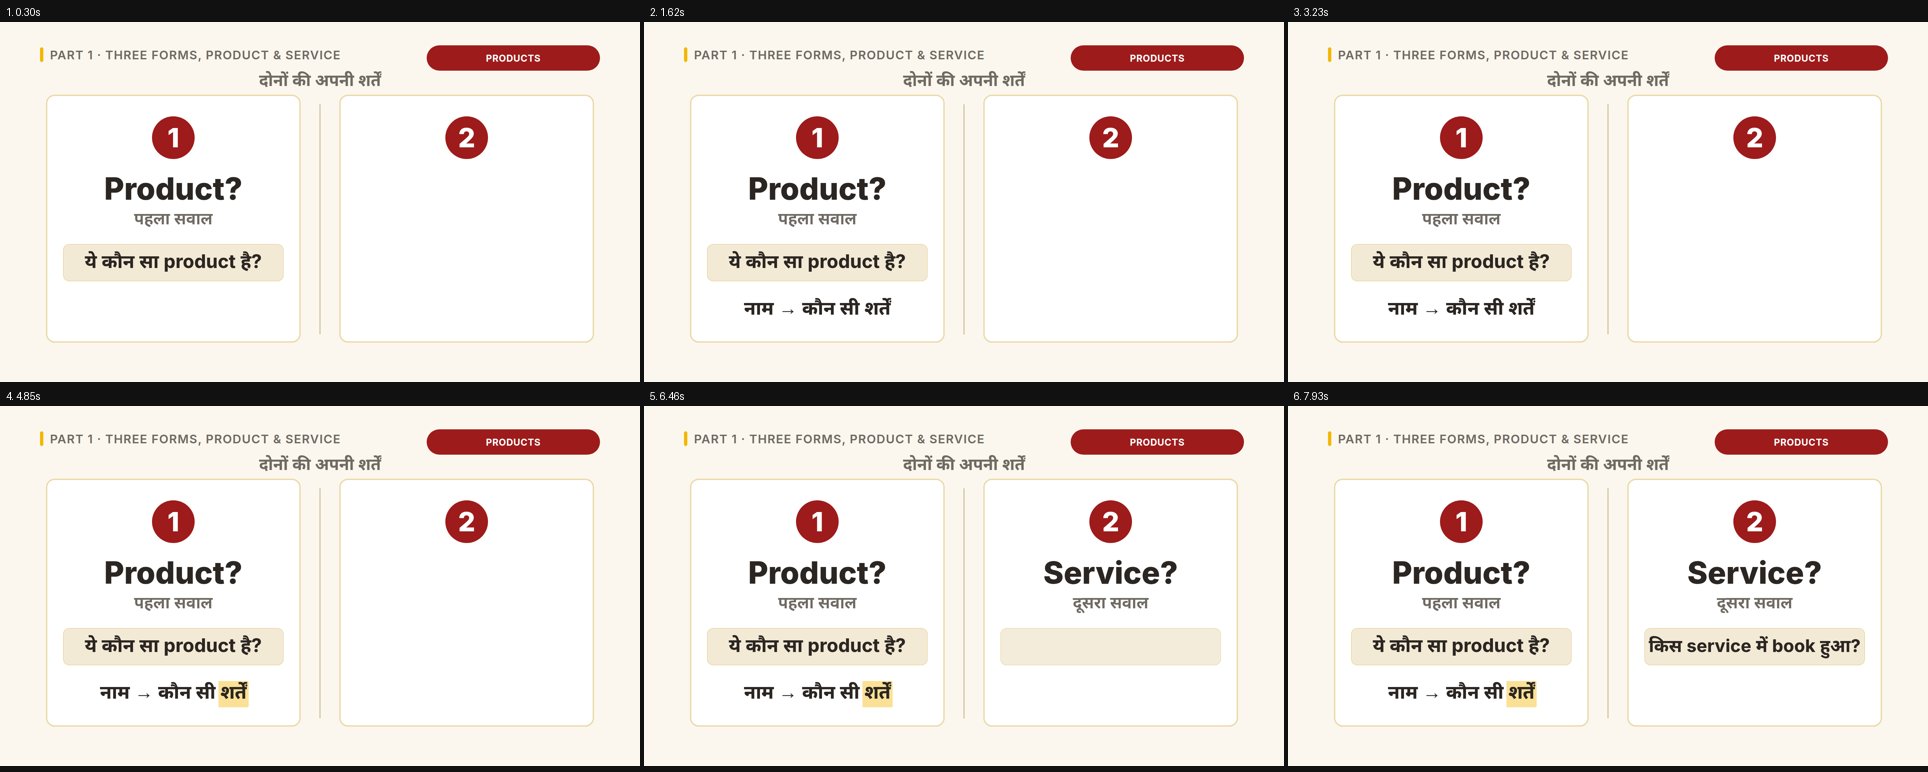 1. 0.30s
PART 1 · THREE FORMS, PRODUCT & SERVICE
PRODUCTS
दोनों की अपनी शर्तें
1
Product?
पहला सवाल
ये कौन सा product है?
2
2. 1.62s
PART 1 · THREE FORMS, PRODUCT & SERVICE
PRODUCTS
दोनों की अपनी शर्तें
1
Product?
पहला सवाल
ये कौन सा product है?
नाम → कौन सी शर्तें
2
3. 3.23s
PART 1 · THREE FORMS, PRODUCT & SERVICE
PRODUCTS
दोनों की अपनी शर्तें
1
Product?
पहला सवाल
ये कौन सा product है?
नाम → कौन सी शर्तें
2
4. 4.85s
PART 1 · THREE FORMS, PRODUCT & SERVICE
PRODUCTS
दोनों की अपनी शर्तें
1
Product?
पहला सवाल
ये कौन सा product है?
नाम → कौन सी शर्तें
2
5. 6.46s
PART 1 · THREE FORMS, PRODUCT & SERVICE
PRODUCTS
दोनों की अपनी शर्तें
1
Product?
पहला सवाल
ये कौन सा product है?
नाम → कौन सी शर्तें
2
Service?
दूसरा सवाल
6. 7.93s
PART 1 · THREE FORMS, PRODUCT & SERVICE
PRODUCTS
दोनों की अपनी शर्तें
1
Product?
पहला सवाल
ये कौन सा product है?
नाम → कौन सी शर्तें
2
Service?
दूसरा सवाल
किस service में book हुआ?